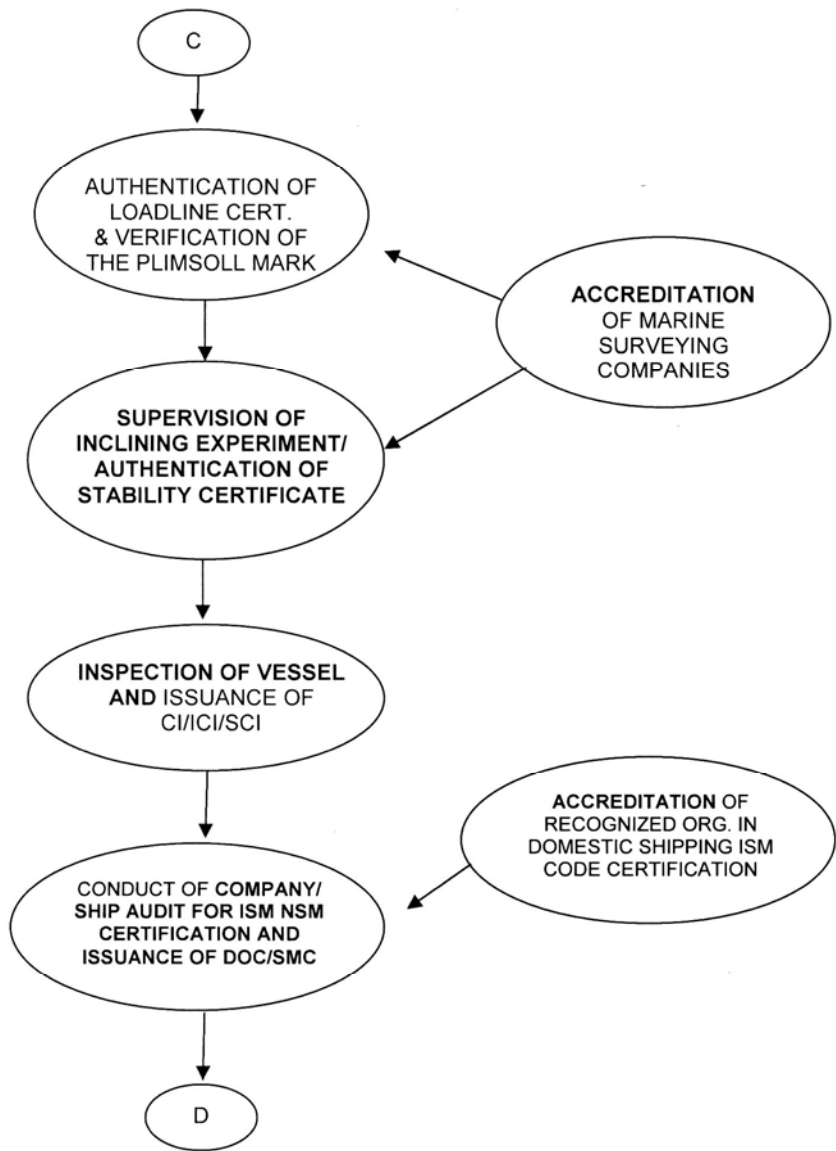 C
AUTHENTICATION OF
LOADLINE CERT.
& VERIFICATION OF
THE PLIMSOLL MARK
ACCREDITATION
OF MARINE
SURVEYING
COMPANIES
SUPERVISION OF
INCLINING EXPERIMENT/
AUTHENTICATION OF
STABILITY CERTIFICATE
INSPECTION OF VESSEL
AND ISSUANCE OF
CI/ICI/SCI
ACCREDITATION OF
RECOGNIZED ORG. IN
DOMESTIC SHIPPING ISM
CODE CERTIFICATION
CONDUCT OF COMPANY/
SHIP AUDIT FOR ISM NSM
CERTIFICATION AND
ISSUANCE OF DOC/SMC
D